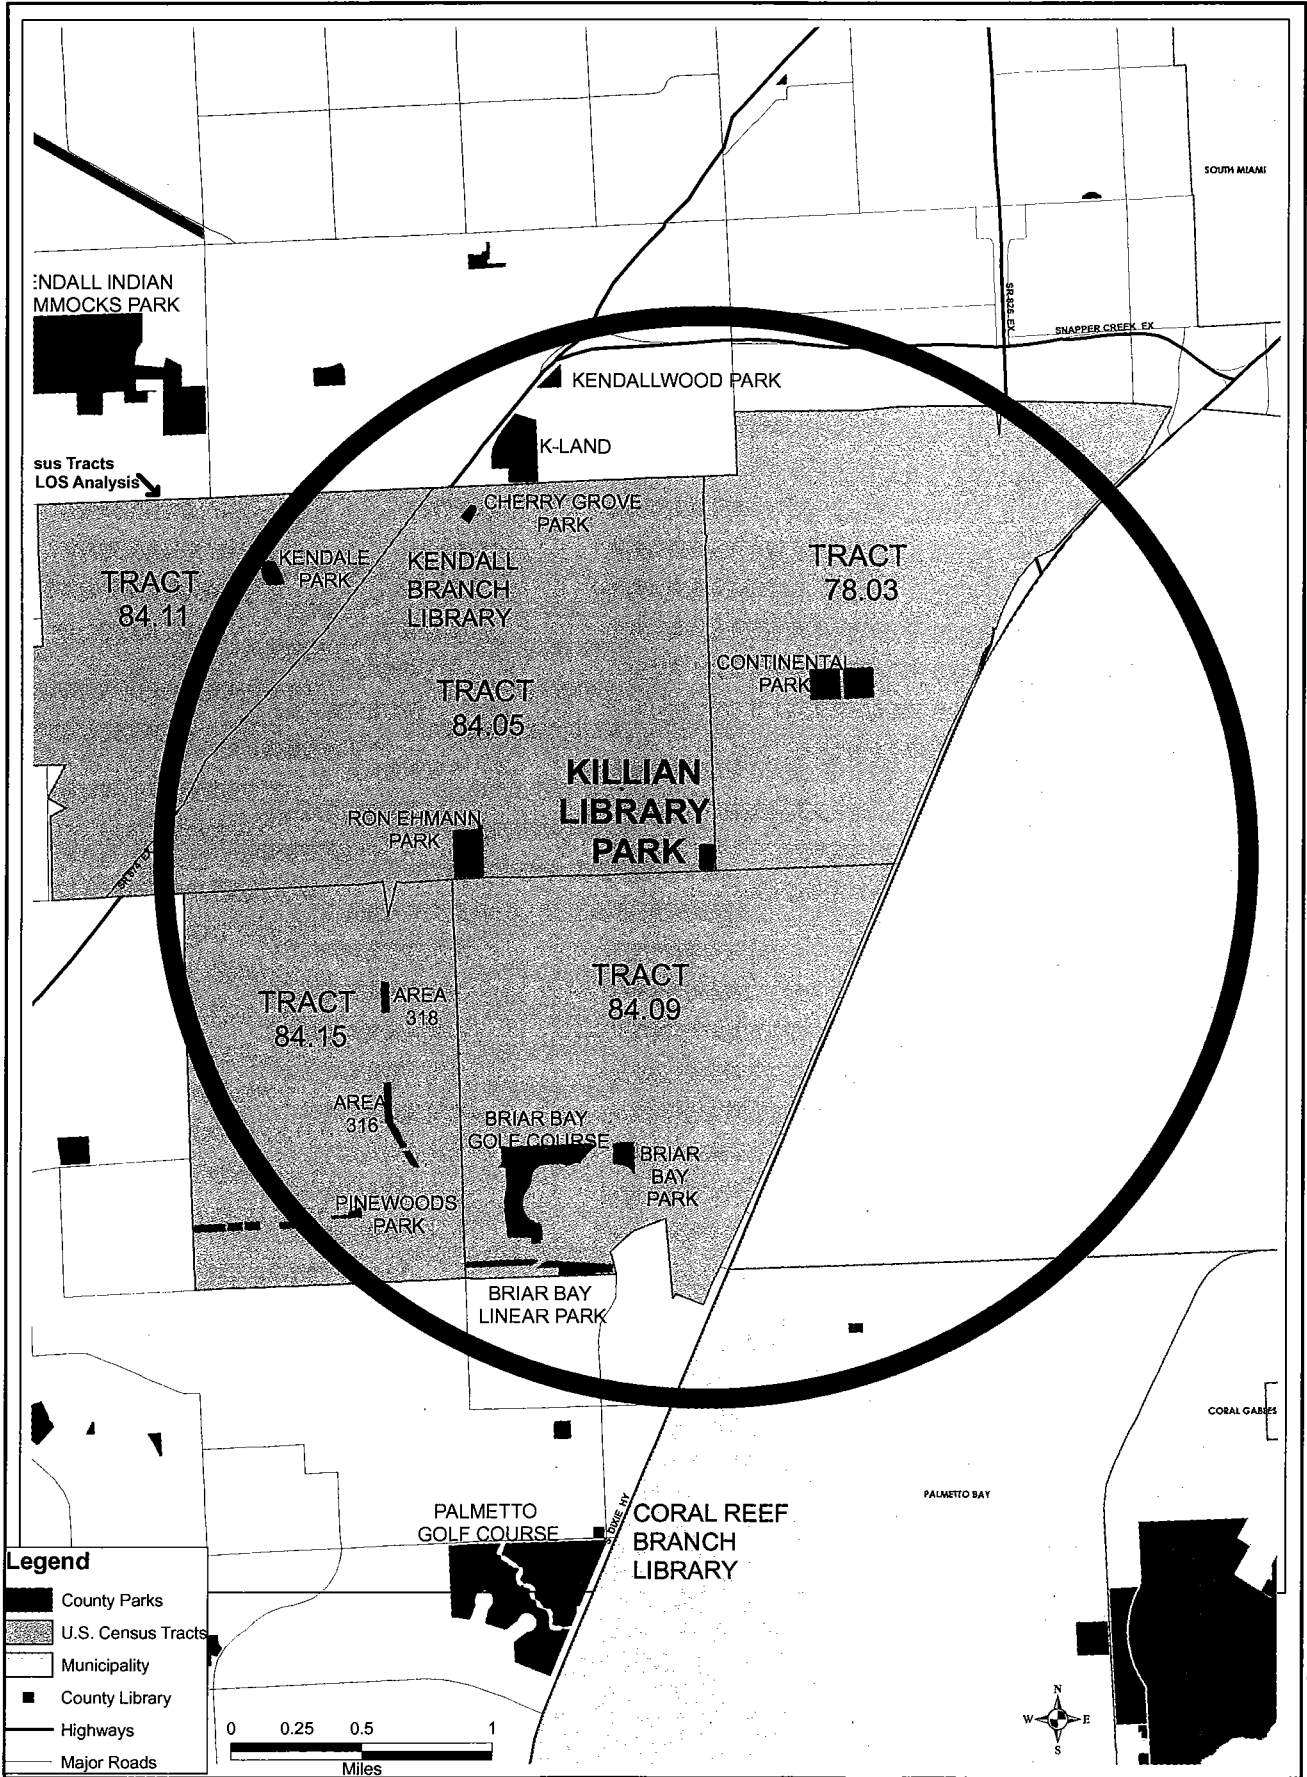 SOUTH MIAMI
ENDALL INDIAN
MMOCKS PARK
SR 826 EX
SNAPPER CREEK EX
KENDALLWOOD PARK
K-LAND
sus Tracts
LOS Analysis
CHERRY GROVE
PARK
KENDALE
PARK
KENDALL
BRANCH
LIBRARY
TRACT
78.03
TRACT
84.11
CONTINENTAL
PARK
TRACT
84.05
KILLIAN
LIBRARY
PARK
RON EHMANN
PARK
SR 874 EX
TRACT
84.09
TRACT
84.15
AREA
318
AREA
316
BRIAR BAY
GOLF COURSE
BRIAR
BAY
PARK
PINEWOODS
PARK
BRIAR BAY
LINEAR PARK
CORAL GABLES
PALMETTO BAY
PALMETTO
GOLF COURSE
S DIXIE HY
CORAL REEF
BRANCH
LIBRARY
Legend
County Parks
U.S. Census Tracts
Municipality
County Library
Highways
Major Roads
0 0.25 0.5 1
Miles
N
W E
S